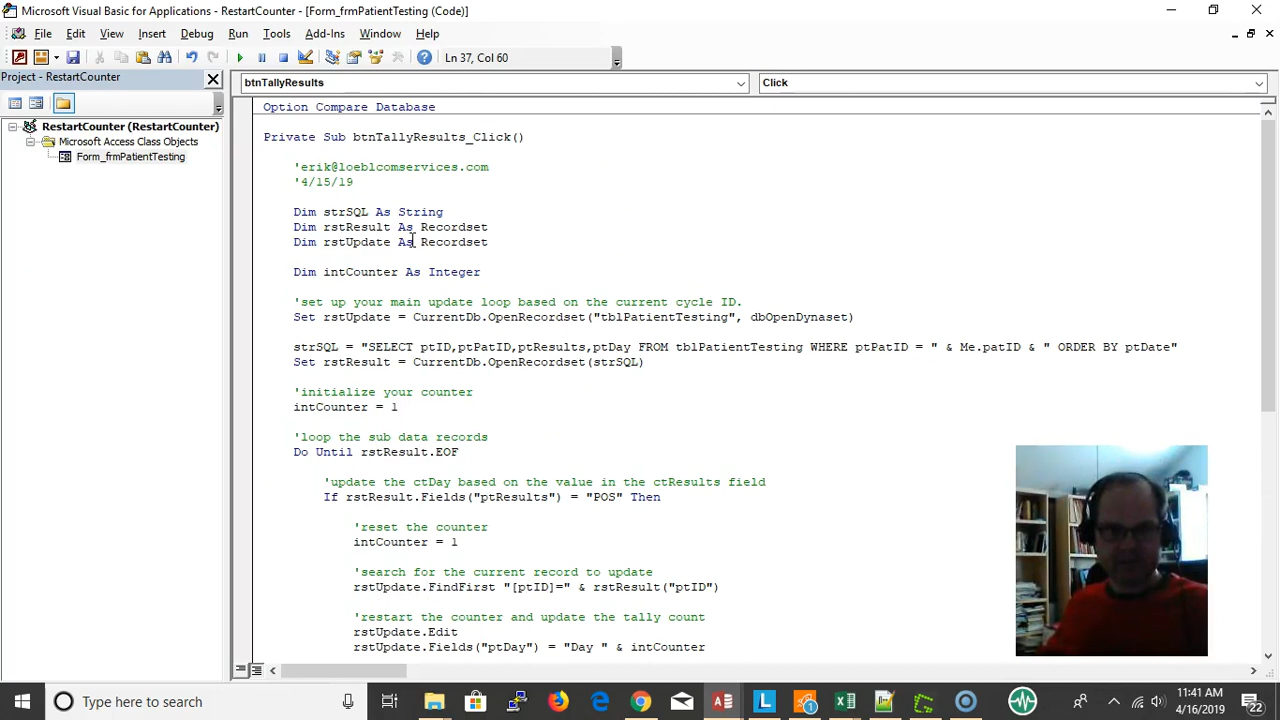 Microsoft Visual Basic for Applications - RestartCounter - [Form_frmPatientTesting (Code)]
File Edit View Insert Debug Run Tools Add-Ins Window Help
Ln 37, Col 60
Project - RestartCounter
RestartCounter (RestartCounter)
Microsoft Access Class Objects
Form_frmPatientTesting
btnTallyResults
Click
Option Compare Database
Private Sub btnTallyResults_Click()
'erik@loeblcomservices.com
'4/15/19
Dim strSQL As String
Dim rstResult As Recordset
Dim rstUpdate As Recordset
Dim intCounter As Integer
'set up your main update loop based on the current cycle ID.
Set rstUpdate = CurrentDb.OpenRecordset("tblPatientTesting", dbOpenDynaset)
strSQL = "SELECT ptID,ptPatID,ptResults,ptDay FROM tblPatientTesting WHERE ptPatID = " & Me.patID & " ORDER BY ptDate"
Set rstResult = CurrentDb.OpenRecordset(strSQL)
'initialize your counter
intCounter = 1
'loop the sub data records
Do Until rstResult.EOF
'update the ctDay based on the value in the ctResults field
If rstResult.Fields("ptResults") = "POS" Then
'reset the counter
intCounter = 1
'search for the current record to update
rstUpdate.FindFirst "[ptID]=" & rstResult("ptID")
'restart the counter and update the tally count
rstUpdate.Edit
rstUpdate.Fields("ptDay") = "Day " & intCounter
Type here to search
11:41 AM
4/16/2019
22